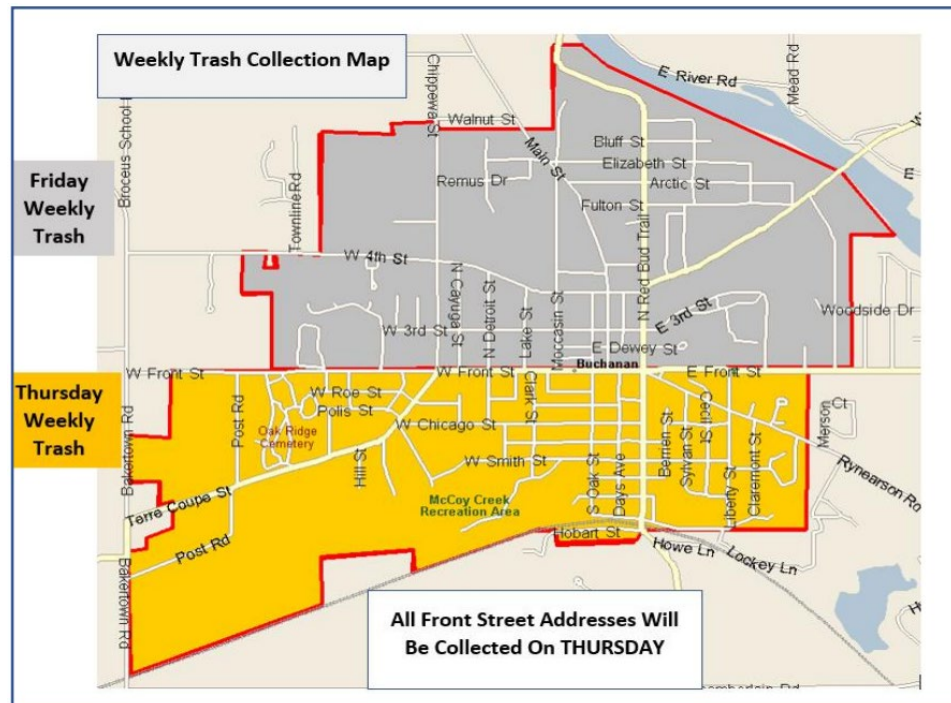 Weekly Trash Collection Map
E River Rd
Mead Rd
Chippewa St
Walnut St
Main St
Bluff St
Elizabeth St
Remus Dr
Arctic St
Fulton St
Friday
Weekly
Trash
Townline Rd
W 4th St
N Red Bud Trail
N Cayuga St
N Detroit St
Lake St
Moccasin St
E 3rd St
Woodside Dr
W 3rd St
E Dewey St
Buchanan
W Front St
W Front St
E Front St
Thursday
Weekly
Trash
Bakertown Rd
Post Rd
W Roe St
Polis St
Oak Ridge
Cemetery
Clark St
W Chicago St
Cecil St
Merson Ct
Hill St
W Smith St
S Oak St
Days Ave
Sylvan St
Liberty St
Claremont St
Rynearson Rd
McCoy Creek
Recreation Area
Terre Coupe St
Post Rd
Hobart St
Howe Ln
Lockey Ln
Bakertown Rd
All Front Street Addresses Will
Be Collected On THURSDAY